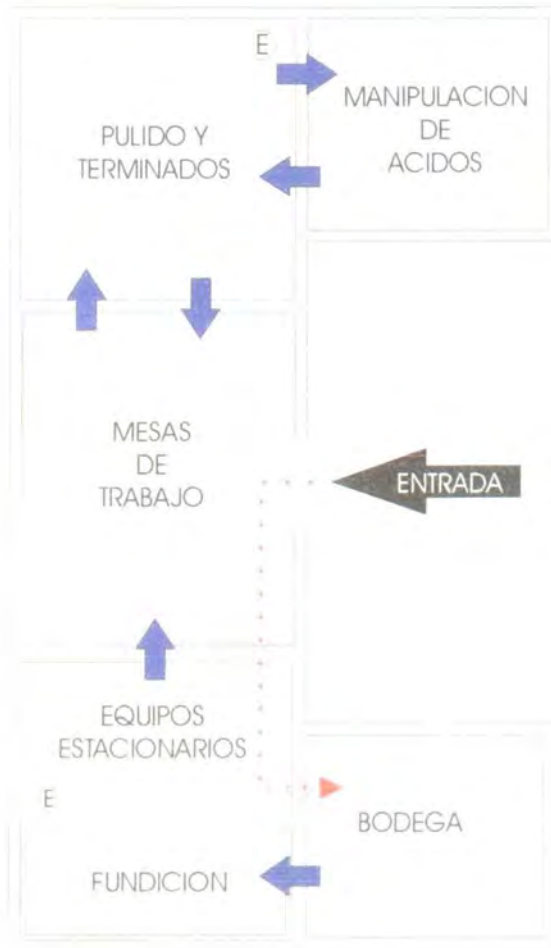 E
MANIPULACION
DE
ACIDOS
PULIDO Y
TERMINADOS
MESAS
DE
TRABAJO
ENTRADA
EQUIPOS
ESTACIONARIOS
E
BODEGA
FUNDICION